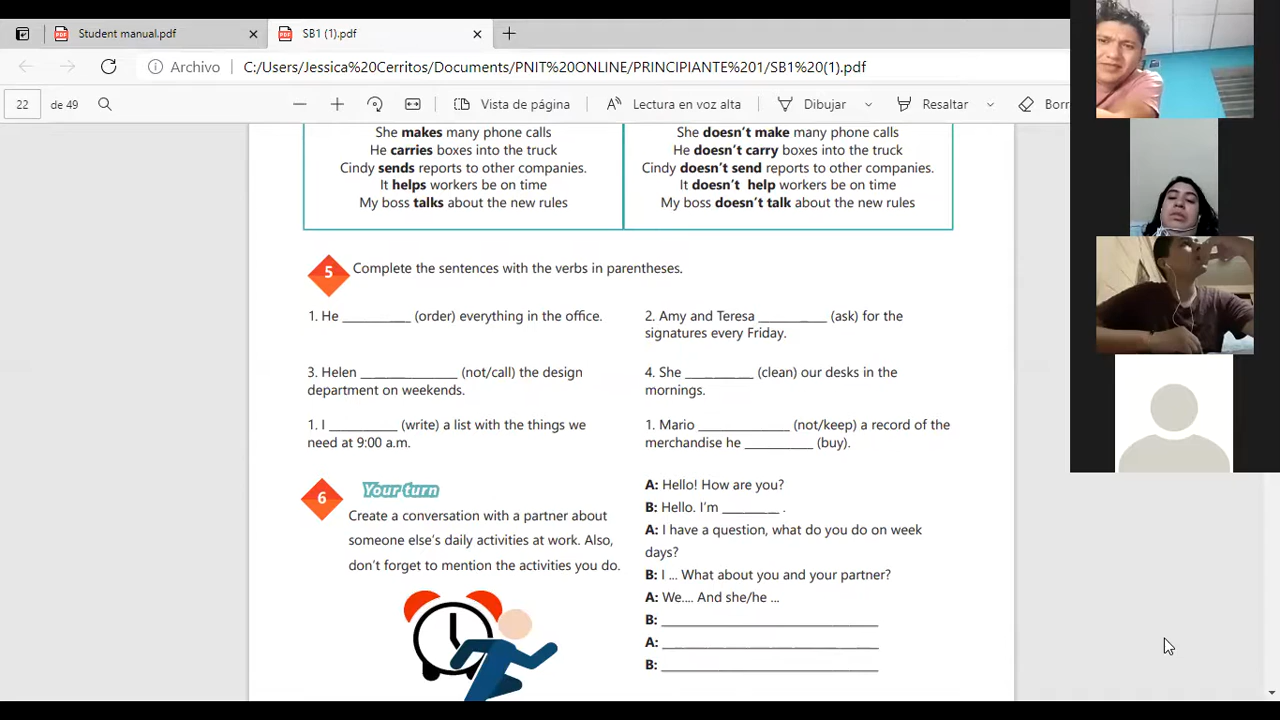 Student manual.pdf
SB1 (1).pdf
Archivo C:/Users/Jessica%20Cerritos/Documents/PNIT%20ONLINE/PRINCIPIANTE%201/SB1%20(1).pdf
22 de 49 Vista de página Lectura en voz alta Dibujar Resaltar Borr
She makes many phone calls
He carries boxes into the truck
Cindy sends reports to other companies.
It helps workers be on time
My boss talks about the new rules
She doesn't make many phone calls
He doesn't carry boxes into the truck
Cindy doesn't send reports to other companies.
It doesn't help workers be on time
My boss doesn't talk about the new rules
5 Complete the sentences with the verbs in parentheses.
1. He _________ (order) everything in the office.
2. Amy and Teresa _________ (ask) for the
signatures every Friday.
3. Helen _____________ (not/call) the design
department on weekends.
4. She _________ (clean) our desks in the
mornings.
1. I _________ (write) a list with the things we
need at 9:00 a.m.
1. Mario ____________ (not/keep) a record of the
merchandise he _________ (buy).
6 Your turn
Create a conversation with a partner about
someone else's daily activities at work. Also,
don't forget to mention the activities you do.
A: Hello! How are you?
B: Hello. I'm ________ .
A: I have a question, what do you do on week
days?
B: I ... What about you and your partner?
A: We.... And she/he ...
B: _____________________________
A: _____________________________
B: _____________________________